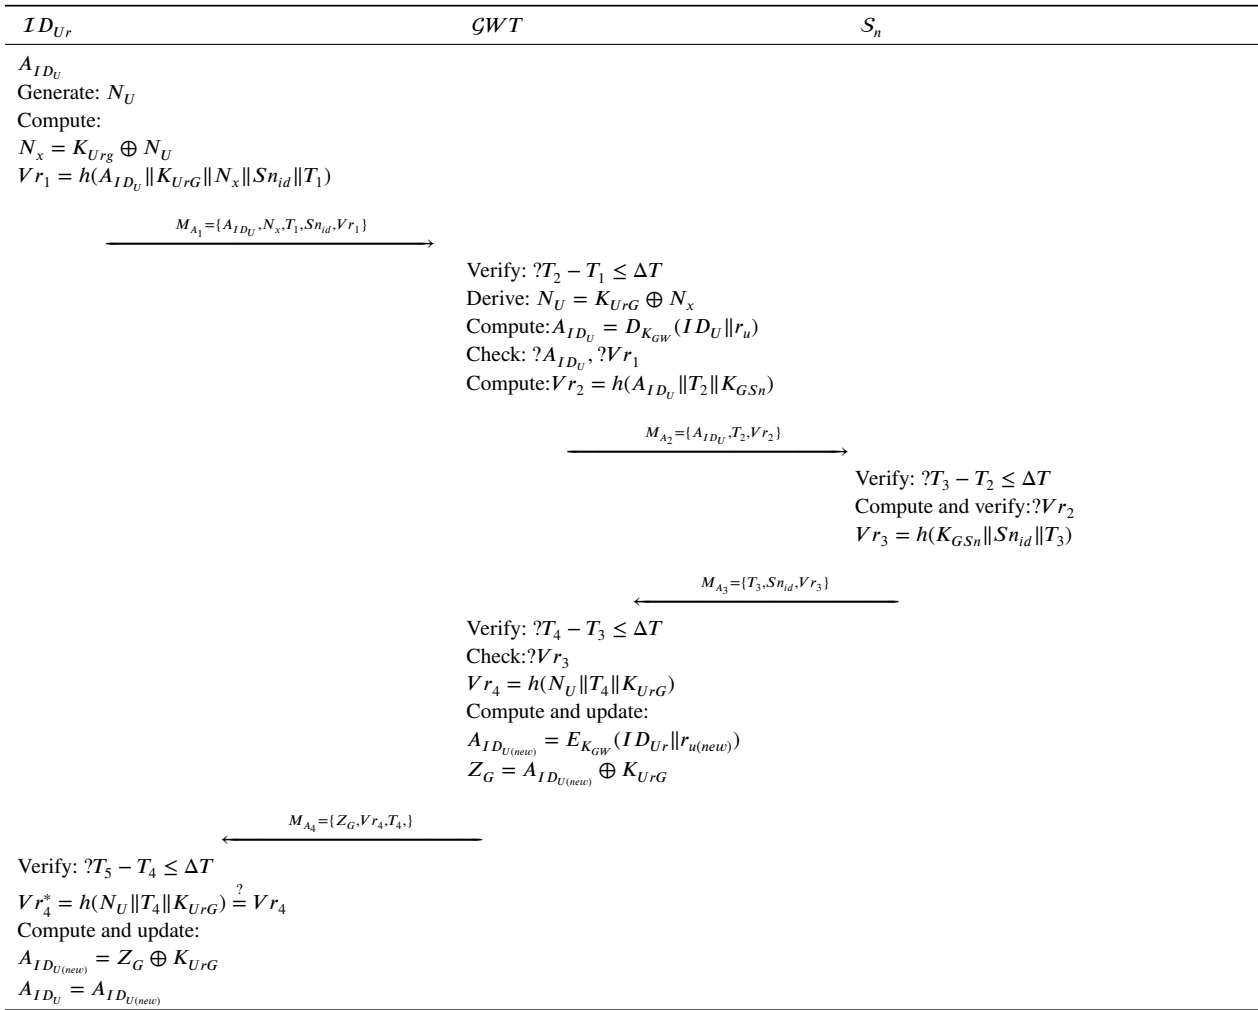 𝓘D_{Ur} 𝓖WT 𝓢_n
A_{ID_U}
Generate: N_U
Compute:
N_x = K_{Urg} ⊕ N_U
Vr_1 = h(A_{ID_U}‖K_{UrG}‖N_x‖Sn_{id}‖T_1)
M_{A_1}={A_{ID_U},N_x,T_1,Sn_{id},Vr_1}
Verify: ?T_2 − T_1 ≤ ΔT
Derive: N_U = K_{UrG} ⊕ N_x
Compute:A_{ID_U} = D_{K_{GW}}(ID_U‖r_u)
Check: ?A_{ID_U}, ?Vr_1
Compute:Vr_2 = h(A_{ID_U}‖T_2‖K_{GSn})
M_{A_2}={A_{ID_U},T_2,Vr_2}
Verify: ?T_3 − T_2 ≤ ΔT
Compute and verify:?Vr_2
Vr_3 = h(K_{GSn}‖Sn_{id}‖T_3)
M_{A_3}={T_3,Sn_{id},Vr_3}
Verify: ?T_4 − T_3 ≤ ΔT
Check:?Vr_3
Vr_4 = h(N_U‖T_4‖K_{UrG})
Compute and update:
A_{ID_{U(new)}} = E_{K_{GW}}(ID_{Ur}‖r_{u(new)})
Z_G = A_{ID_{U(new)}} ⊕ K_{UrG}
M_{A_4}={Z_G,Vr_4,T_4,}
Verify: ?T_5 − T_4 ≤ ΔT
Vr_4^* = h(N_U‖T_4‖K_{UrG}) ≟ Vr_4
Compute and update:
A_{ID_{U(new)}} = Z_G ⊕ K_{UrG}
A_{ID_U} = A_{ID_{U(new)}}